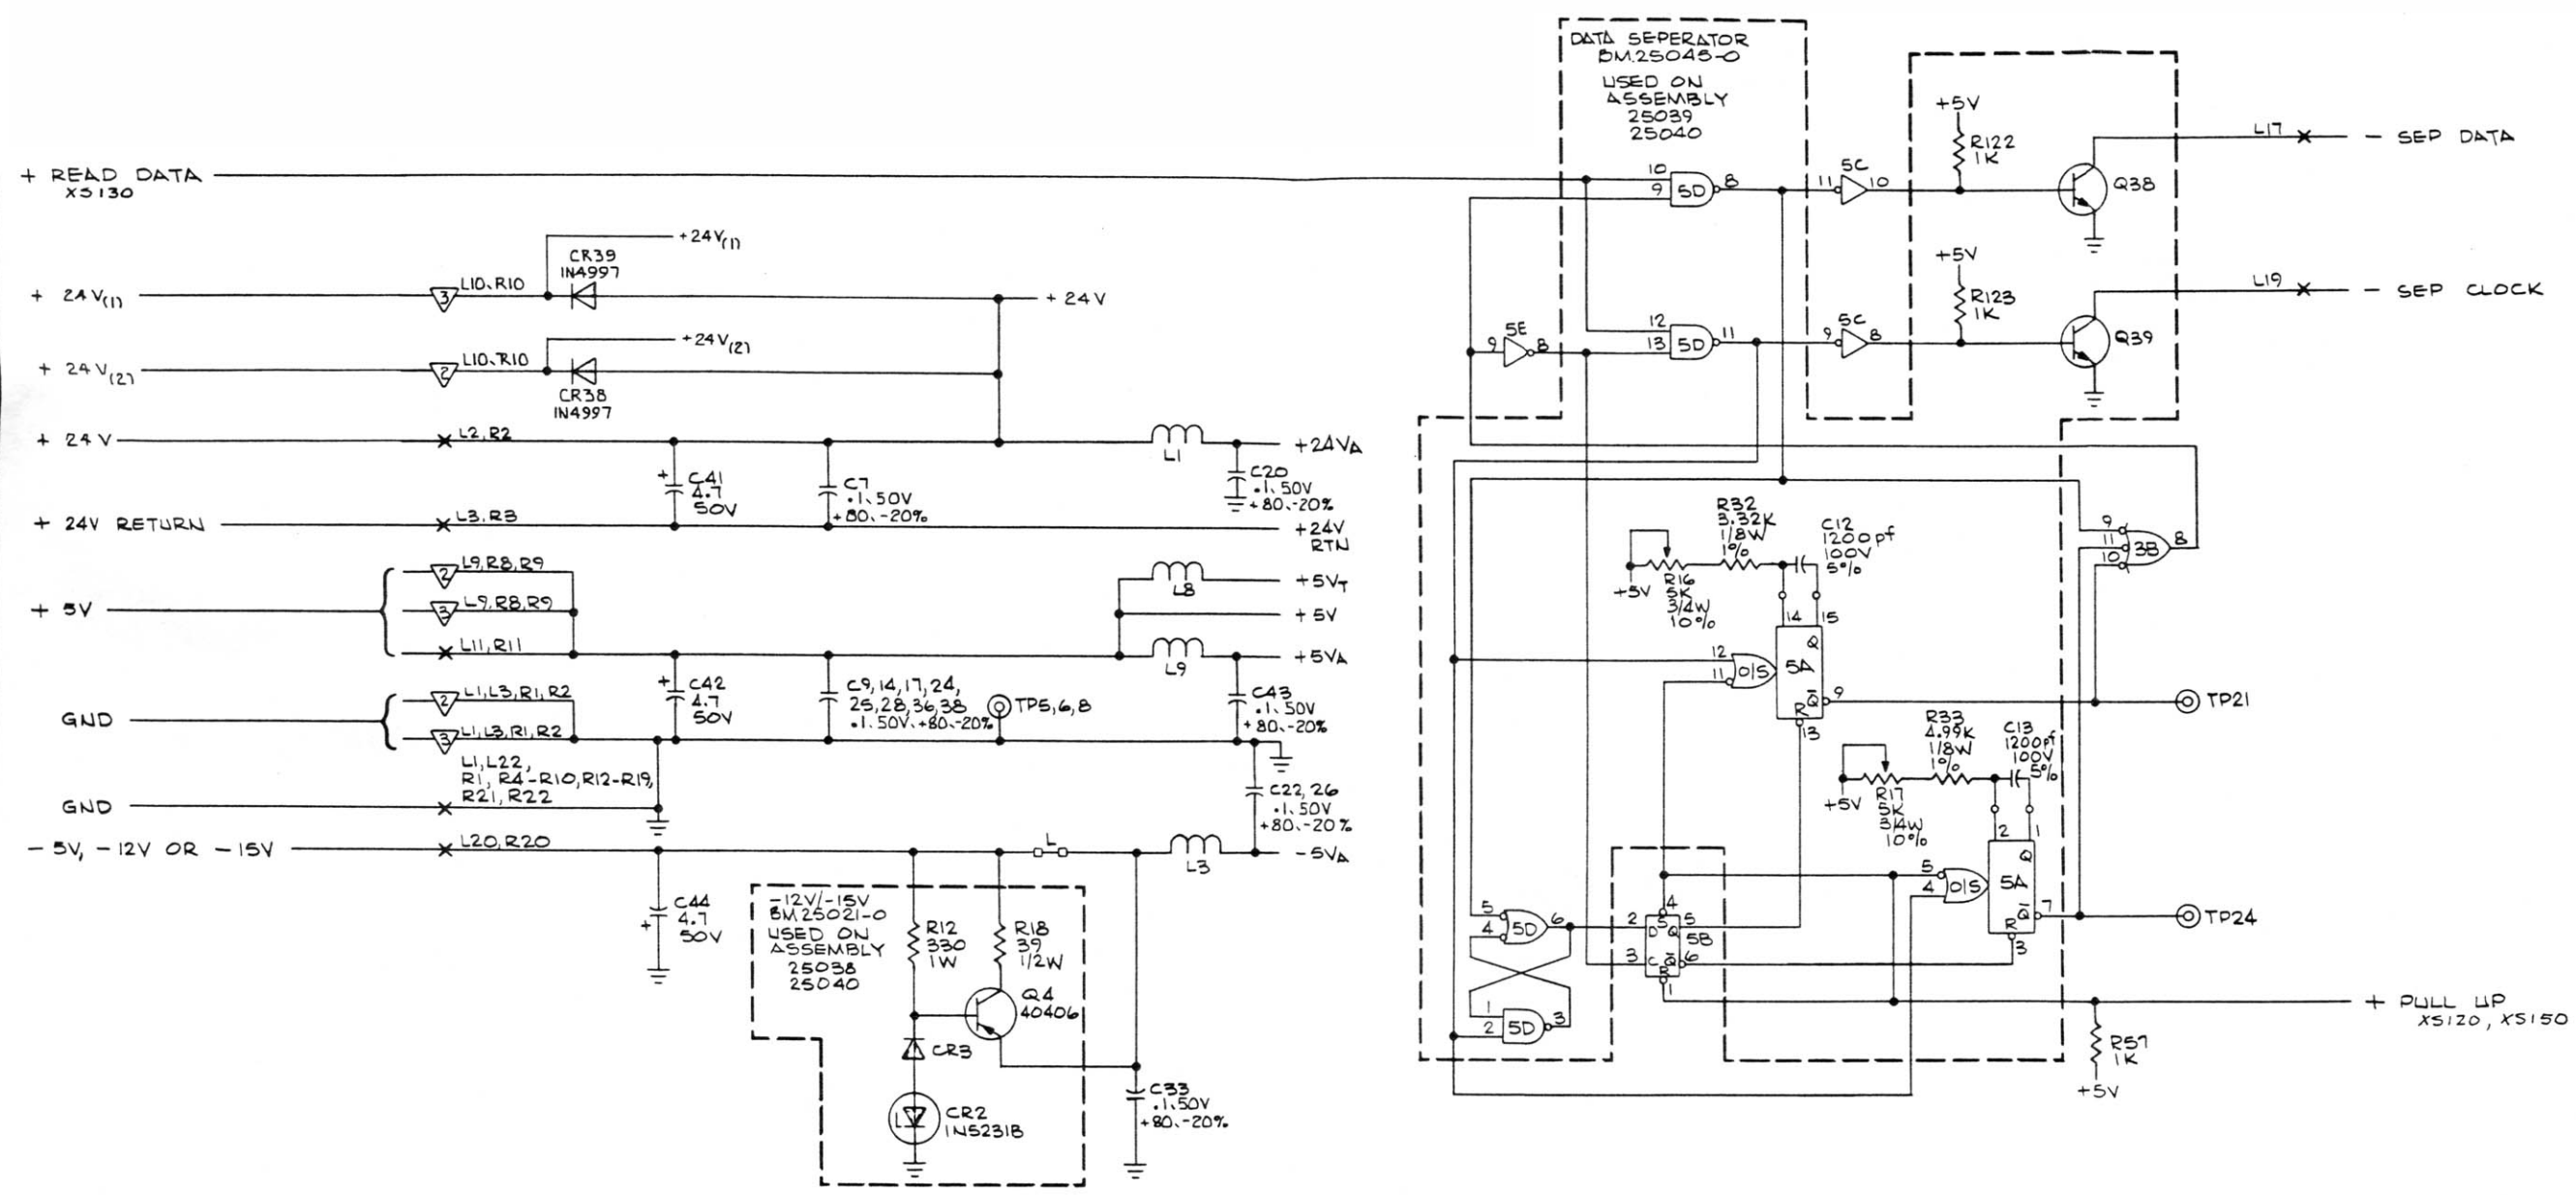 DATA SEPERATOR
BM.25045-0
USED ON
ASSEMBLY
25039
25040
+ READ DATA
XS130
+24V(1)
CR39
IN4997
+ 24V(1)
3
L10, R10
+ 24V
+24V(2)
+ 24V(2)
2
L10, R10
CR38
IN4997
+ 24V
L2, R2
L1
+24VA
C41
4.7
50V
+
C7
.1, 50V
+80, -20%
C20
.1, 50V
+80, -20%
+ 24V RETURN
L3, R3
+24V
RTN
+ 5V
2
L9, R8, R9
3
L9, R8, R9
L11, R11
L8
+5VT
+5V
L9
+5VA
C42
4.7
50V
+
C9, 14, 17, 24,
25, 28, 36, 38
.1, 50V, +80, -20%
TP5, 6, 8
C43
.1, 50V
+80, -20%
GND
2
L1, L3, R1, R2
3
L1, L3, R1, R2
L1, L22,
R1, R4-R10, R12-R19,
R21, R22
GND
C22, 26
.1, 50V
+80, -20%
- 5V, -12V OR -15V
L20, R20
L
L3
-5VA
C44
4.7
50V
+
-12V/-15V
BM25021-0
USED ON
ASSEMBLY
25038
25040
R12
330
1W
R18
39
1/2W
Q4
40406
CR3
CR2
1N5231B
C33
.1, 50V
+80, -20%
10
9
5D
8
11
5C
10
+5V
R122
1K
Q38
L17
- SEP DATA
9
5E
8
12
13
5D
11
9
5C
8
+5V
R123
1K
Q39
L19
- SEP CLOCK
9
11
10
3B
8
R32
3.32K
1/8W
1%
C12
1200pf
100V
5%
+5V
R16
5K
3/4W
10%
14
15
12
11
O/S
Q
5A
Q
R
9
13
TP21
R33
4.99K
1/8W
1%
C13
1200pf
100V
5%
+5V
R17
5K
3/4W
10%
2
1
5
4
O/S
Q
5A
Q
R
7
3
TP24
5
4
5D
6
1
2
5D
3
2
3
4
S
D
Q
C
Q
R
5
5B
6
1
+ PULL UP
XS120, XS150
R57
1K
+5V